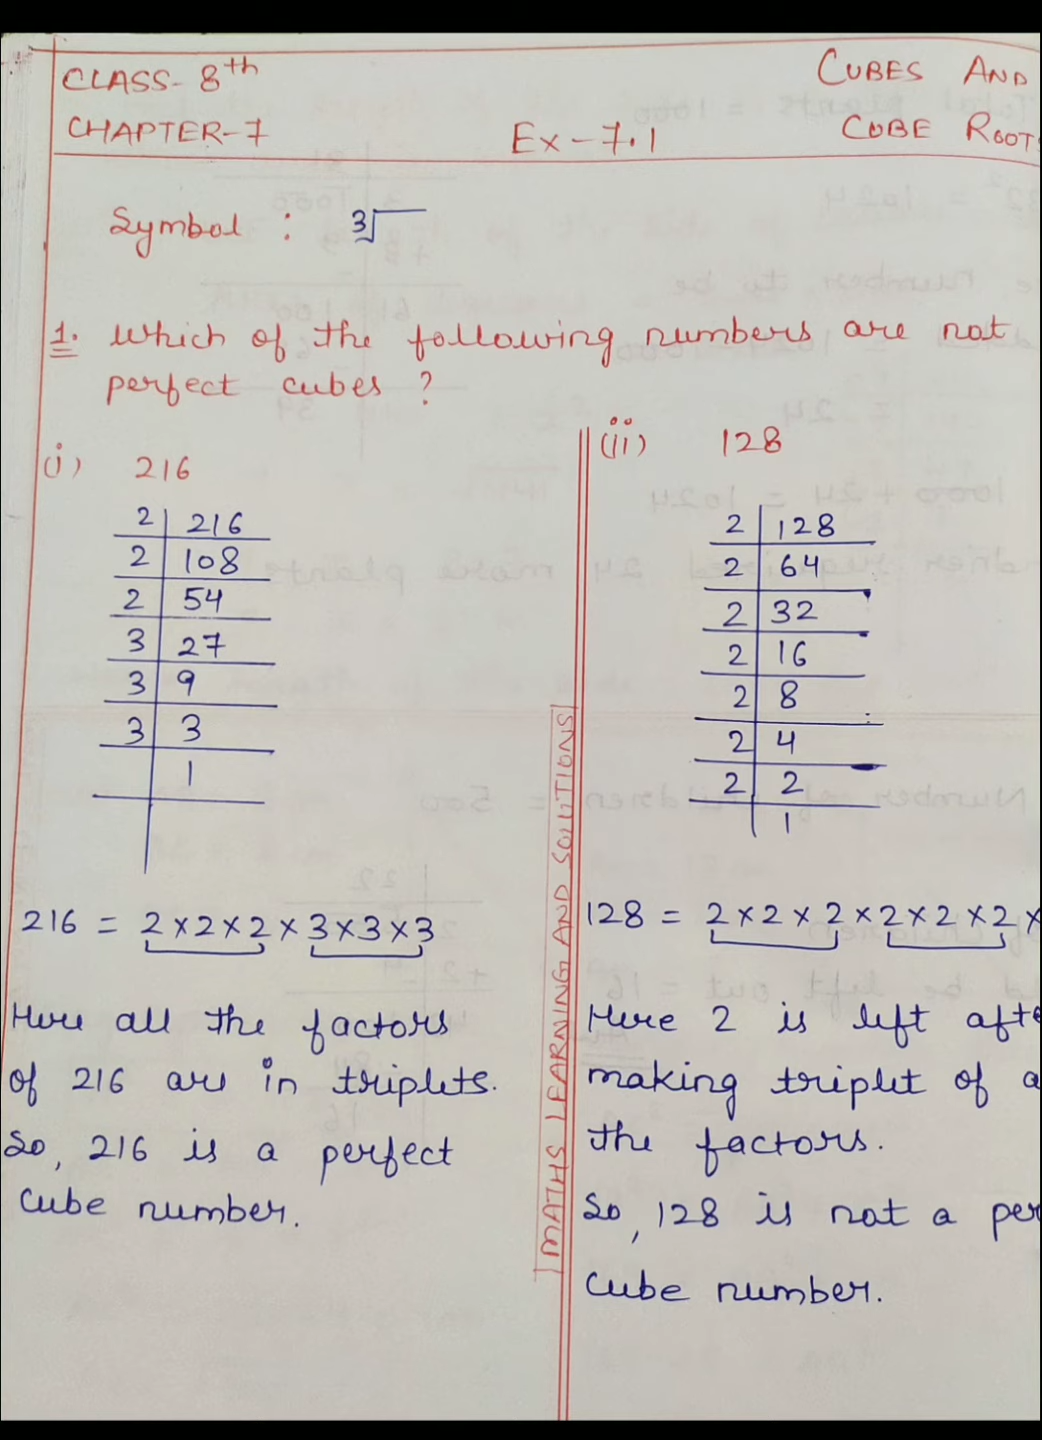 CLASS- 8th
CHAPTER-7
Ex-7.1
CUBES AND
CUBE ROOT
Symbol : 3√
1. Which of the following numbers are not
perfect cubes ?
(i) 216
2 | 216
2 | 108
2 | 54
3 | 27
3 | 9
3 | 3
1
216 = 2×2×2×3×3×3
Here all the factors
of 216 are in triplets.
So, 216 is a perfect
cube number.
MATHS LEARNING AND SOLUTIONS
(ii) 128
2 | 128
2 | 64
2 | 32
2 | 16
2 | 8
2 | 4
2 | 2
1
128 = 2×2×2×2×2×2×
Here 2 is left
making triplet of
the factors.
So, 128 is not a
cube number.